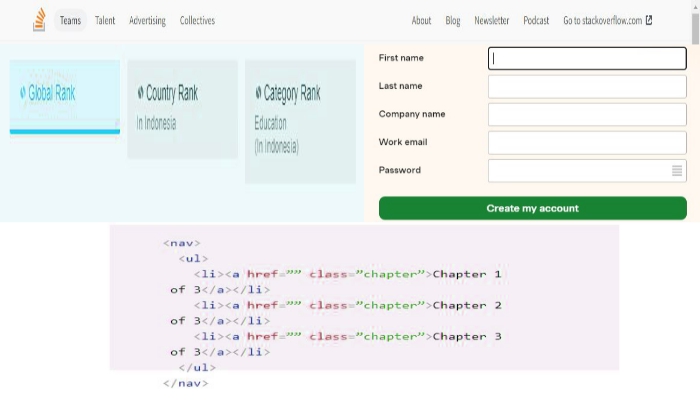 Teams Talent Advertising Collectives About Blog Newsletter Podcast Go to stackoverflow.com
Global Rank
Country Rank
In Indonesia
Category Rank
Education
(In Indonesia)
First name
Last name
Company name
Work email
Password
Create my account
<nav>
<ul>
<li><a href=”” class=”chapter”>Chapter 1
of 3</a></li>
<li><a href=”” class=”chapter”>Chapter 2
of 3</a></li>
<li><a href=”” class=”chapter”>Chapter 3
of 3</a></li>
</ul>
</nav>